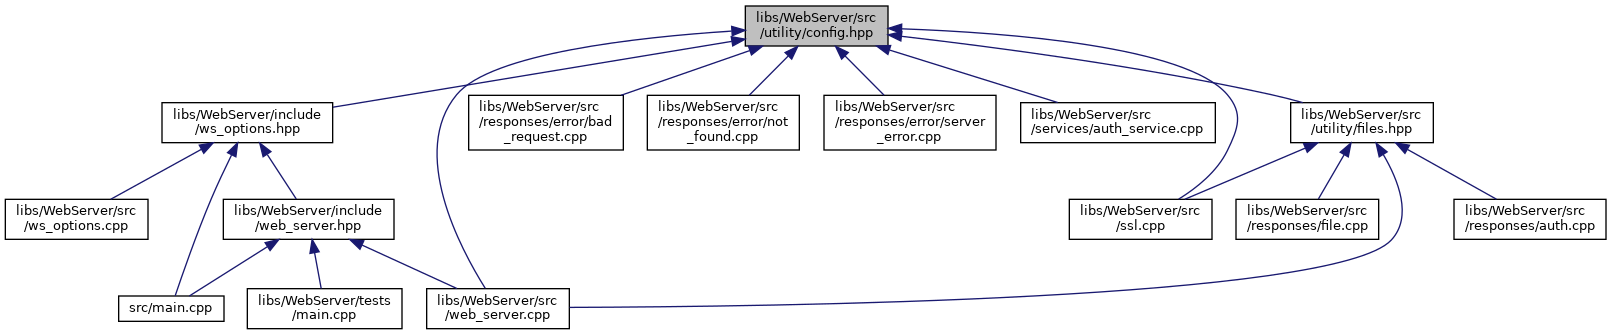 libs/WebServer/src
/utility/config.hpp
libs/WebServer/include
/ws_options.hpp
libs/WebServer/src
/responses/error/bad
_request.cpp
libs/WebServer/src
/responses/error/not
_found.cpp
libs/WebServer/src
/responses/error/server
_error.cpp
libs/WebServer/src
/services/auth_service.cpp
libs/WebServer/src
/utility/files.hpp
libs/WebServer/src
/ws_options.cpp
libs/WebServer/include
/web_server.hpp
libs/WebServer/src
/ssl.cpp
libs/WebServer/src
/responses/file.cpp
libs/WebServer/src
/responses/auth.cpp
src/main.cpp
libs/WebServer/tests
/main.cpp
libs/WebServer/src
/web_server.cpp